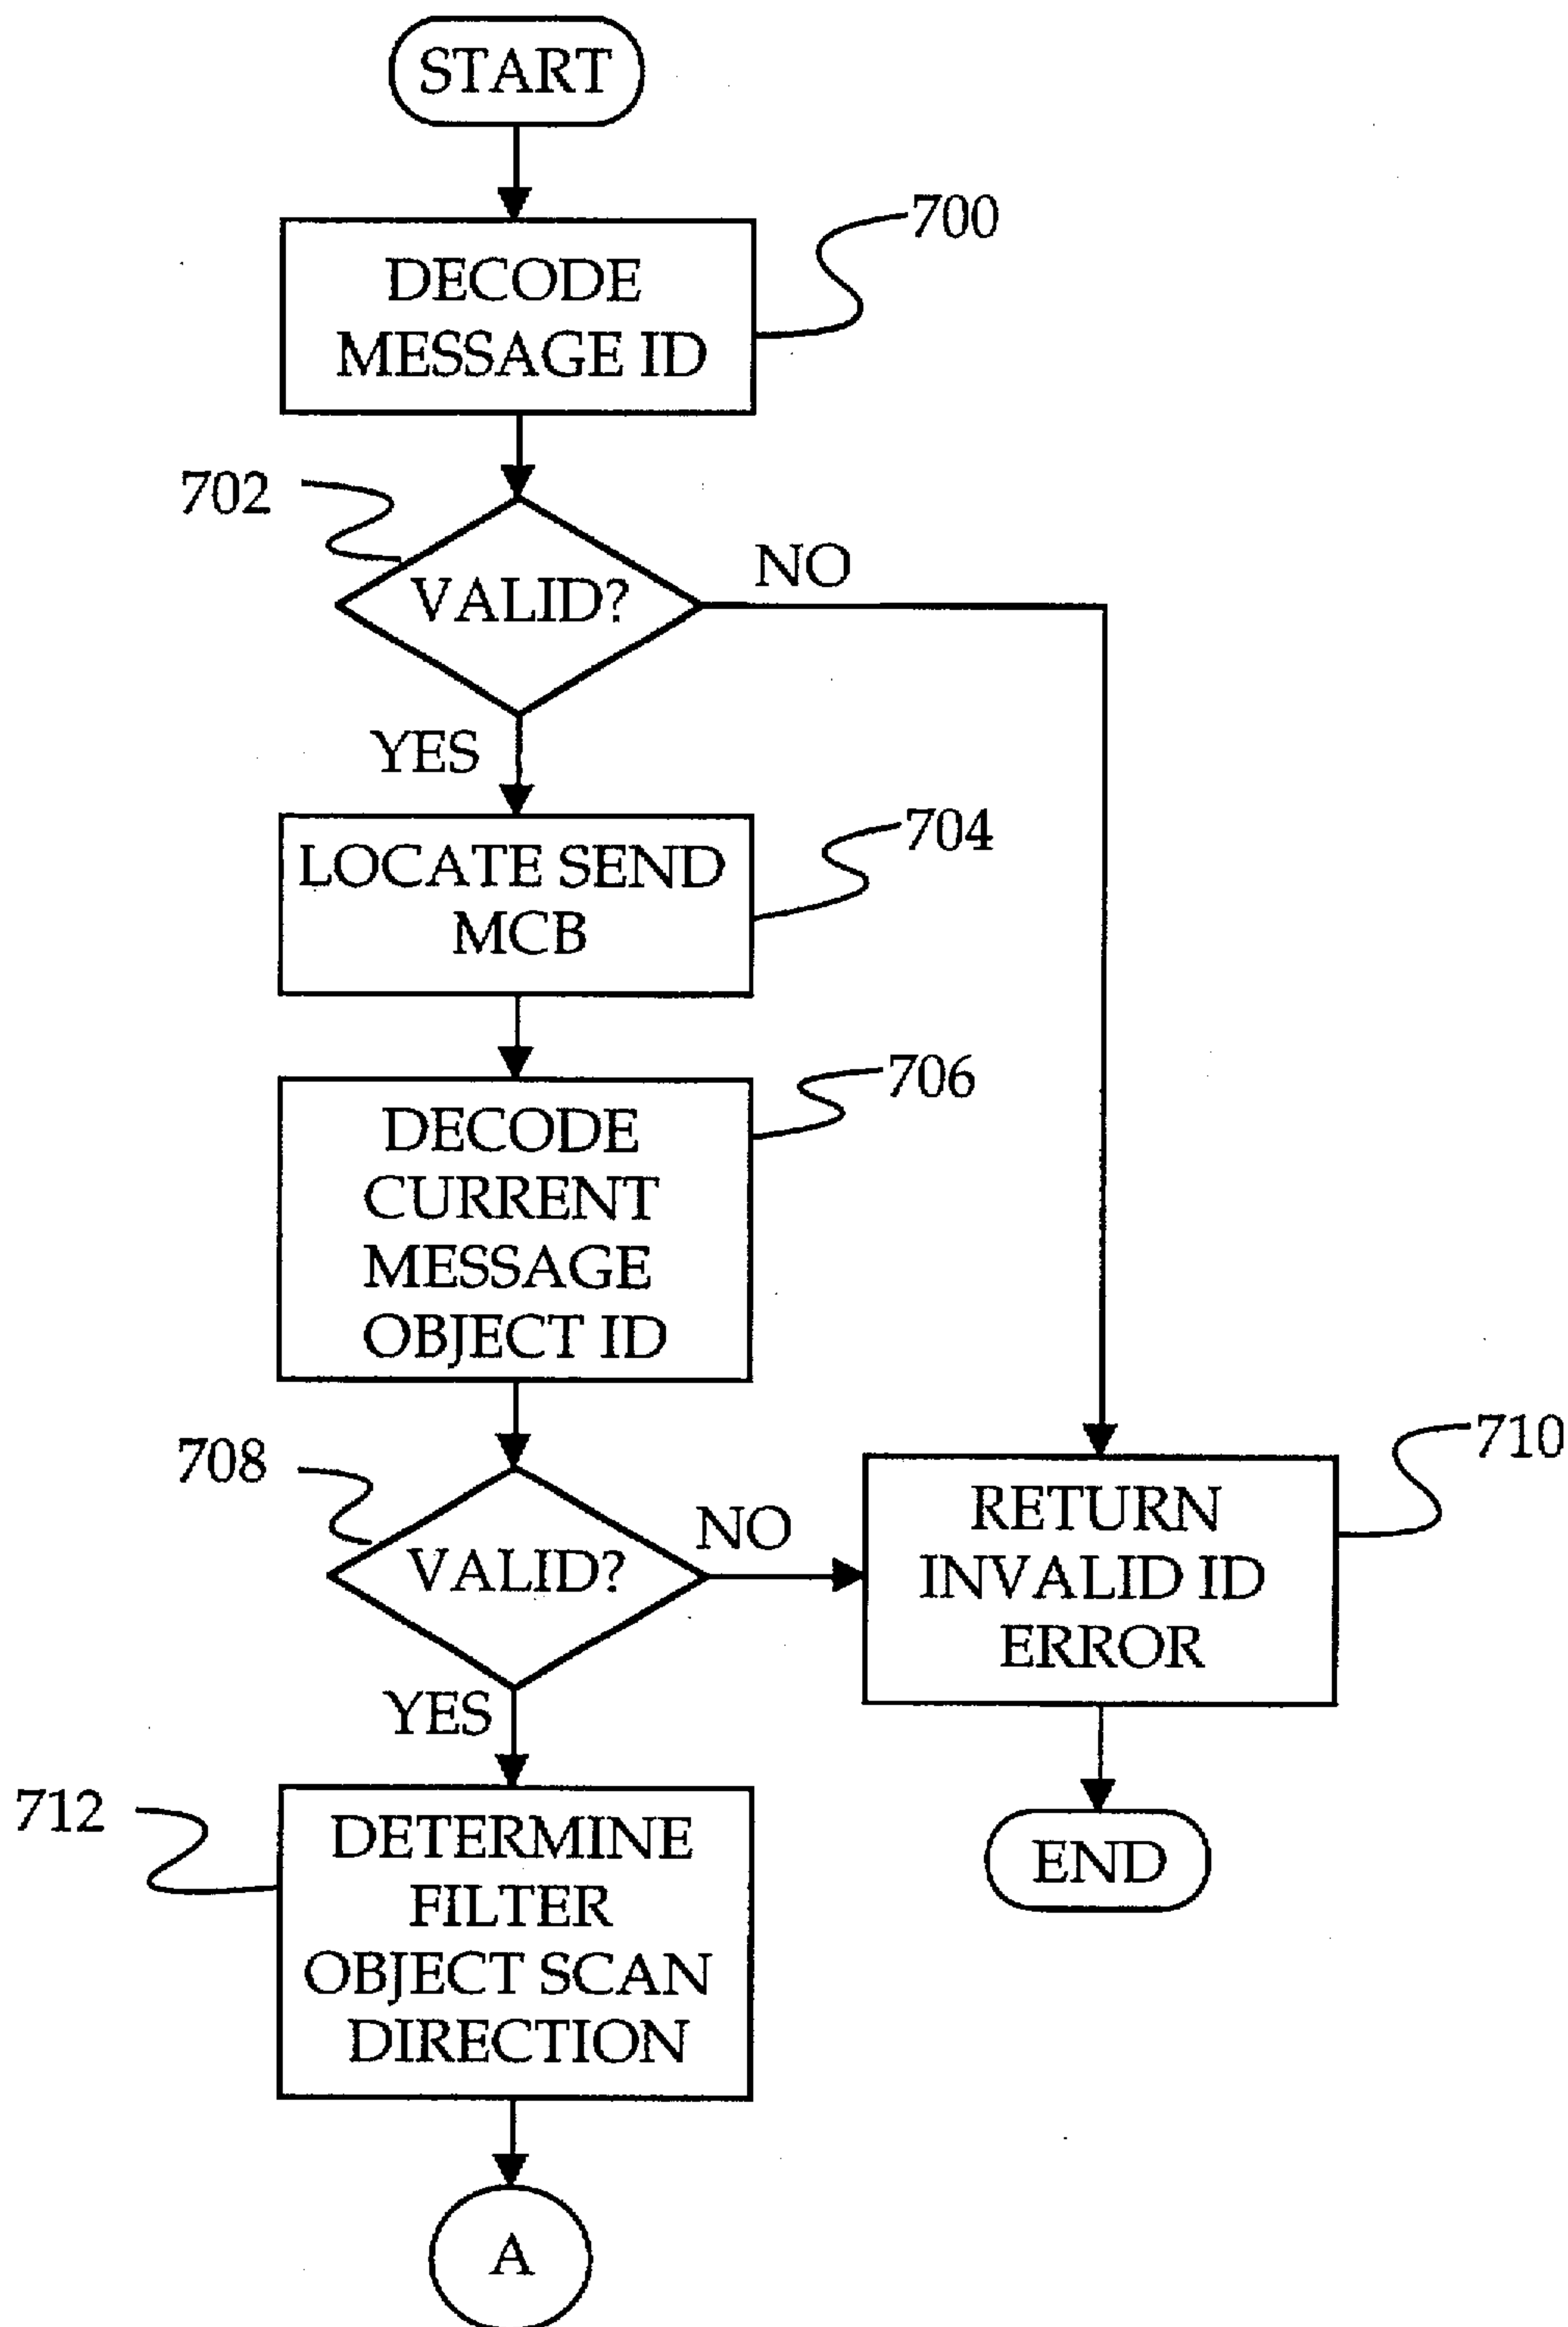 START
700
DECODE
MESSAGE ID
702
VALID?
NO
YES
704
LOCATE SEND
MCB
706
DECODE
CURRENT
MESSAGE
OBJECT ID
708
VALID?
NO
YES
710
RETURN
INVALID ID
ERROR
END
712
DETERMINE
FILTER
OBJECT SCAN
DIRECTION
A